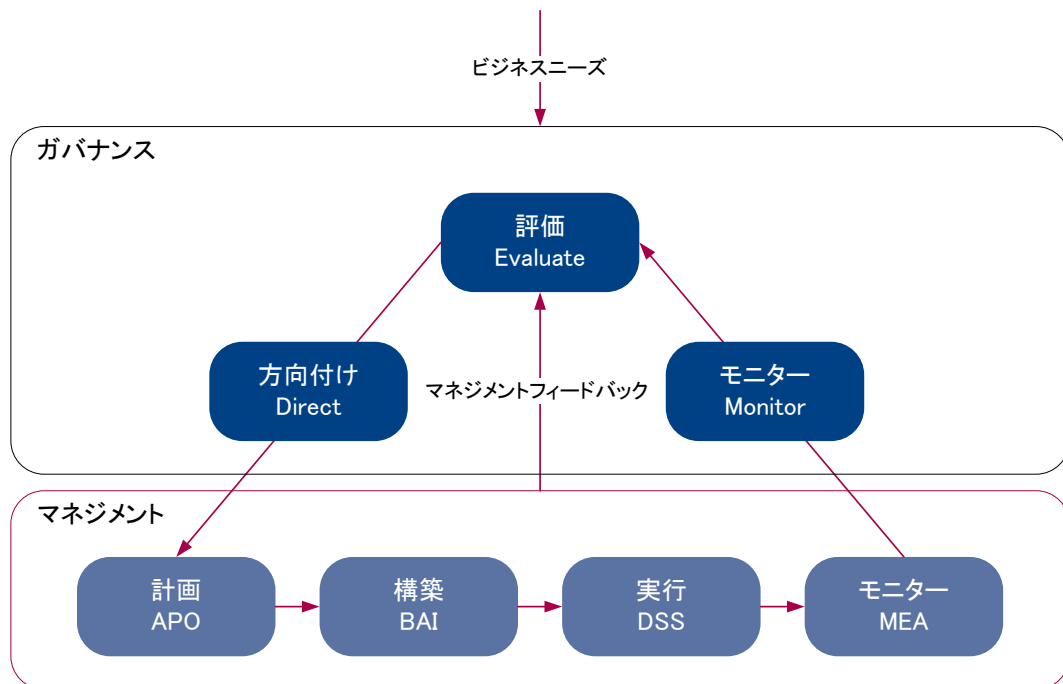 ビジネスニーズ
ガバナンス
評価
Evaluate
方向付け
Direct
マネジメントフィードバック
モニター
Monitor
マネジメント
計画
APO
構築
BAI
実行
DSS
モニター
MEA